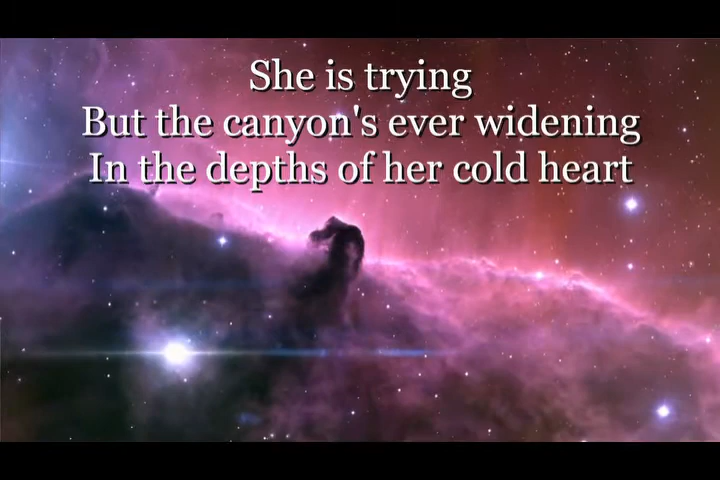 She is trying
But the canyon's ever widening
In the depths of her cold heart